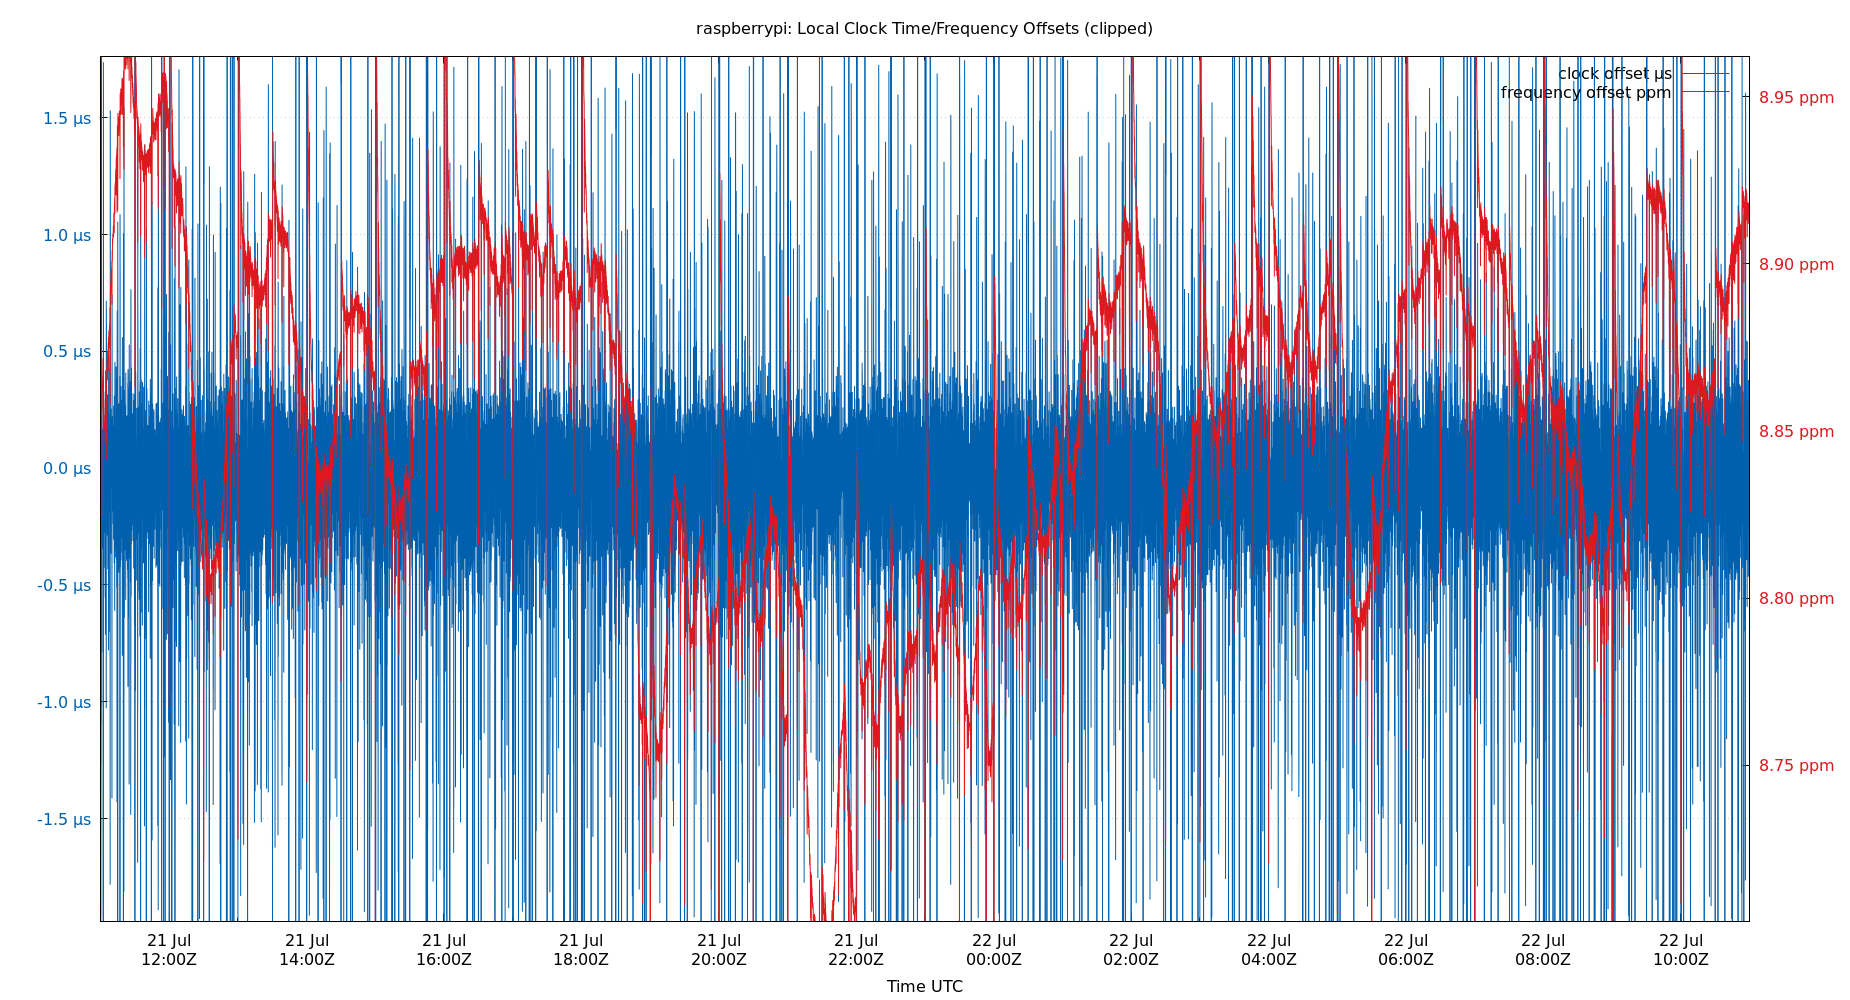 raspberrypi: Local Clock Time/Frequency Offsets (clipped)
clock offset µs
frequency offset ppm
1.5 µs
1.0 µs
0.5 µs
0.0 µs
-0.5 µs
-1.0 µs
-1.5 µs
8.95 ppm
8.90 ppm
8.85 ppm
8.80 ppm
8.75 ppm
21 Jul 21 Jul 21 Jul 21 Jul 21 Jul 21 Jul 22 Jul 22 Jul 22 Jul 22 Jul 22 Jul 22 Jul
12:00Z 14:00Z 16:00Z 18:00Z 20:00Z 22:00Z 00:00Z 02:00Z 04:00Z 06:00Z 08:00Z 10:00Z
Time UTC